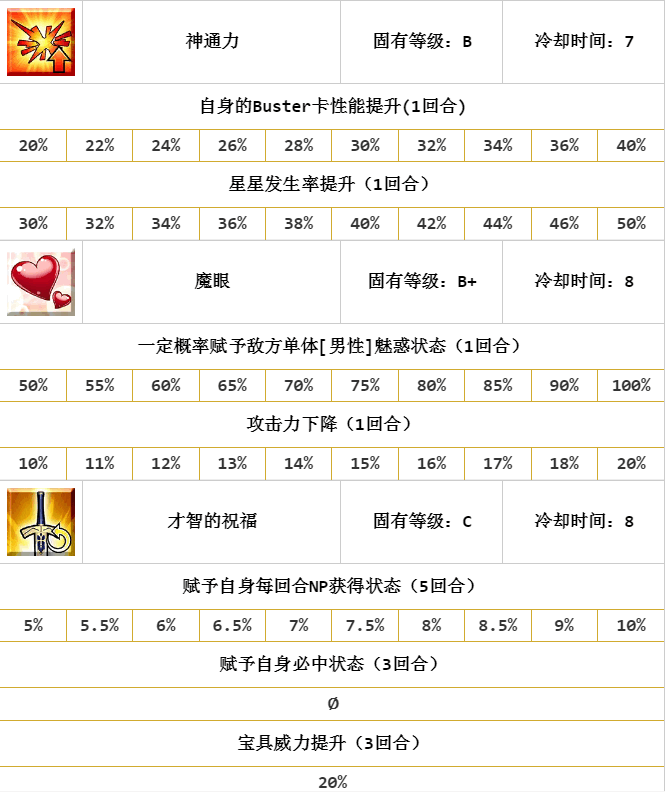 神通力 固有等级：B 冷却时间：7
自身的Buster卡性能提升(1回合)
20% 22% 24% 26% 28% 30% 32% 34% 36% 40%
星星发生率提升（1回合）
30% 32% 34% 36% 38% 40% 42% 44% 46% 50%
魔眼 固有等级：B+ 冷却时间：8
一定概率赋予敌方单体[男性]魅惑状态（1回合）
50% 55% 60% 65% 70% 75% 80% 85% 90% 100%
攻击力下降（1回合）
10% 11% 12% 13% 14% 15% 16% 17% 18% 20%
才智的祝福 固有等级：C 冷却时间：8
赋予自身每回合NP获得状态（5回合）
5% 5.5% 6% 6.5% 7% 7.5% 8% 8.5% 9% 10%
赋予自身必中状态（3回合）
Ø
宝具威力提升（3回合）
20%